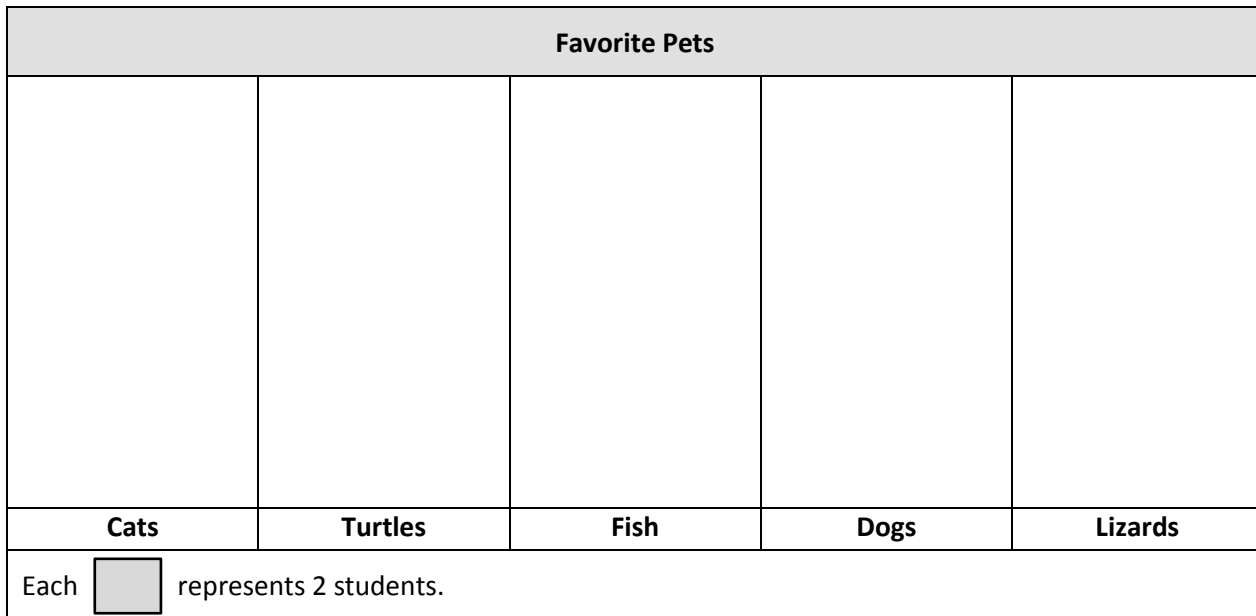 Favorite Pets
Cats Turtles Fish Dogs Lizards
Each represents 2 students.